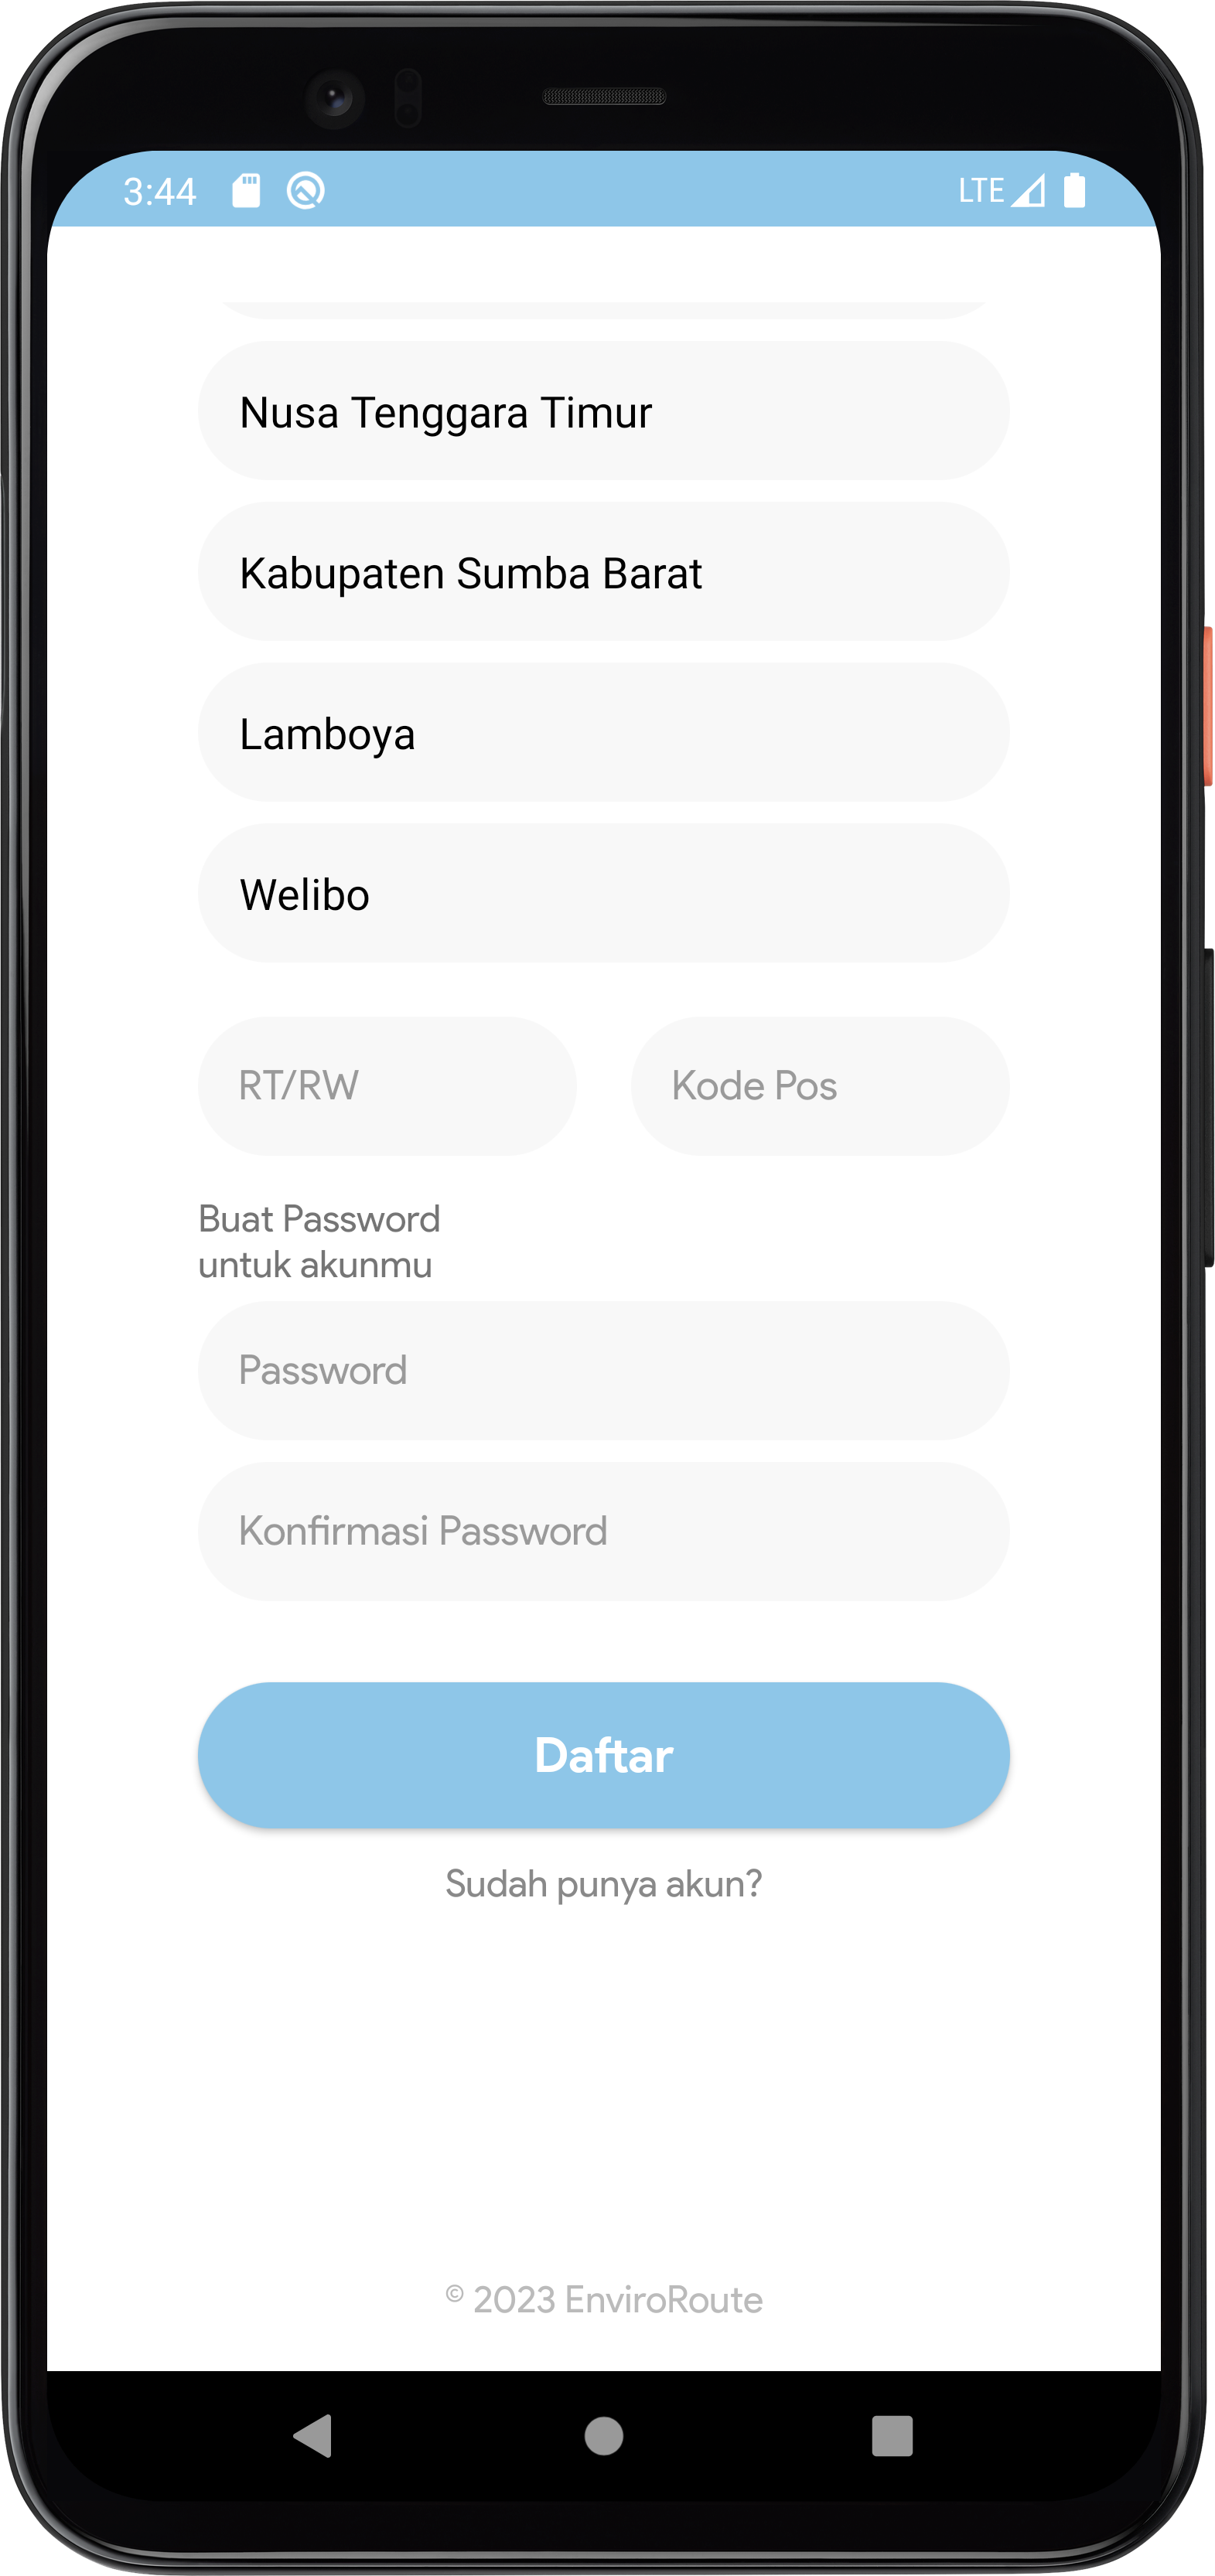 3:44 LTE
Nusa Tenggara Timur
Kabupaten Sumba Barat
Lamboya
Welibo
RT/RW Kode Pos
Buat Password
untuk akunmu
Password
Konfirmasi Password
Daftar
Sudah punya akun?
© 2023 EnviroRoute